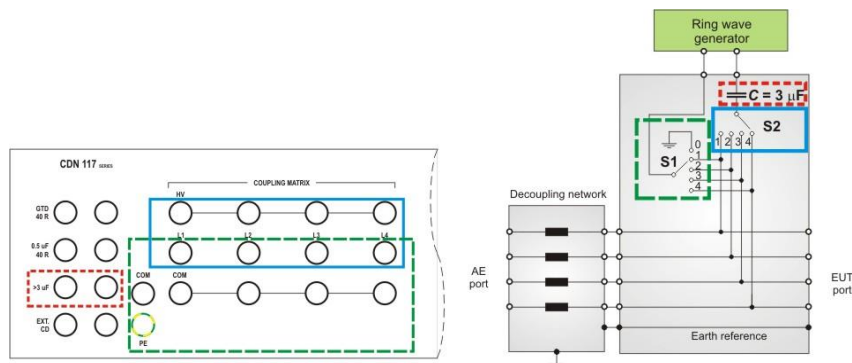 CDN 117 SERIES
COUPLING MATRIX
HV
GTD
40 R
L1 L2 L3 L4
0.5 uF
40 R
COM COM
>3 uF
EXT.
CD
PE
Ring wave
generator
C = 3 μF
S2
1 2 3 4
S1
0
1
2
3
4
Decoupling network
AE
port
EUT
port
Earth reference